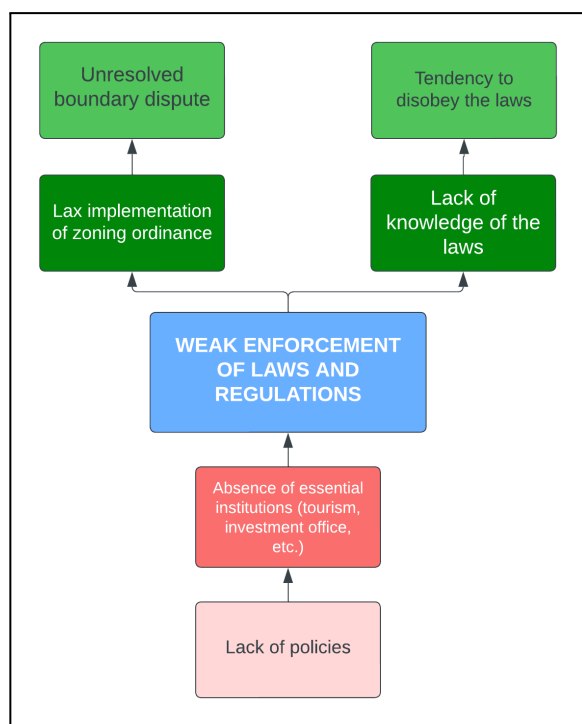 Unresolved
boundary dispute
Tendency to
disobey the laws
Lax implementation
of zoning ordinance
Lack of
knowledge of the
laws
WEAK ENFORCEMENT
OF LAWS AND
REGULATIONS
Absence of essential
institutions (tourism,
investment office,
etc.)
Lack of policies